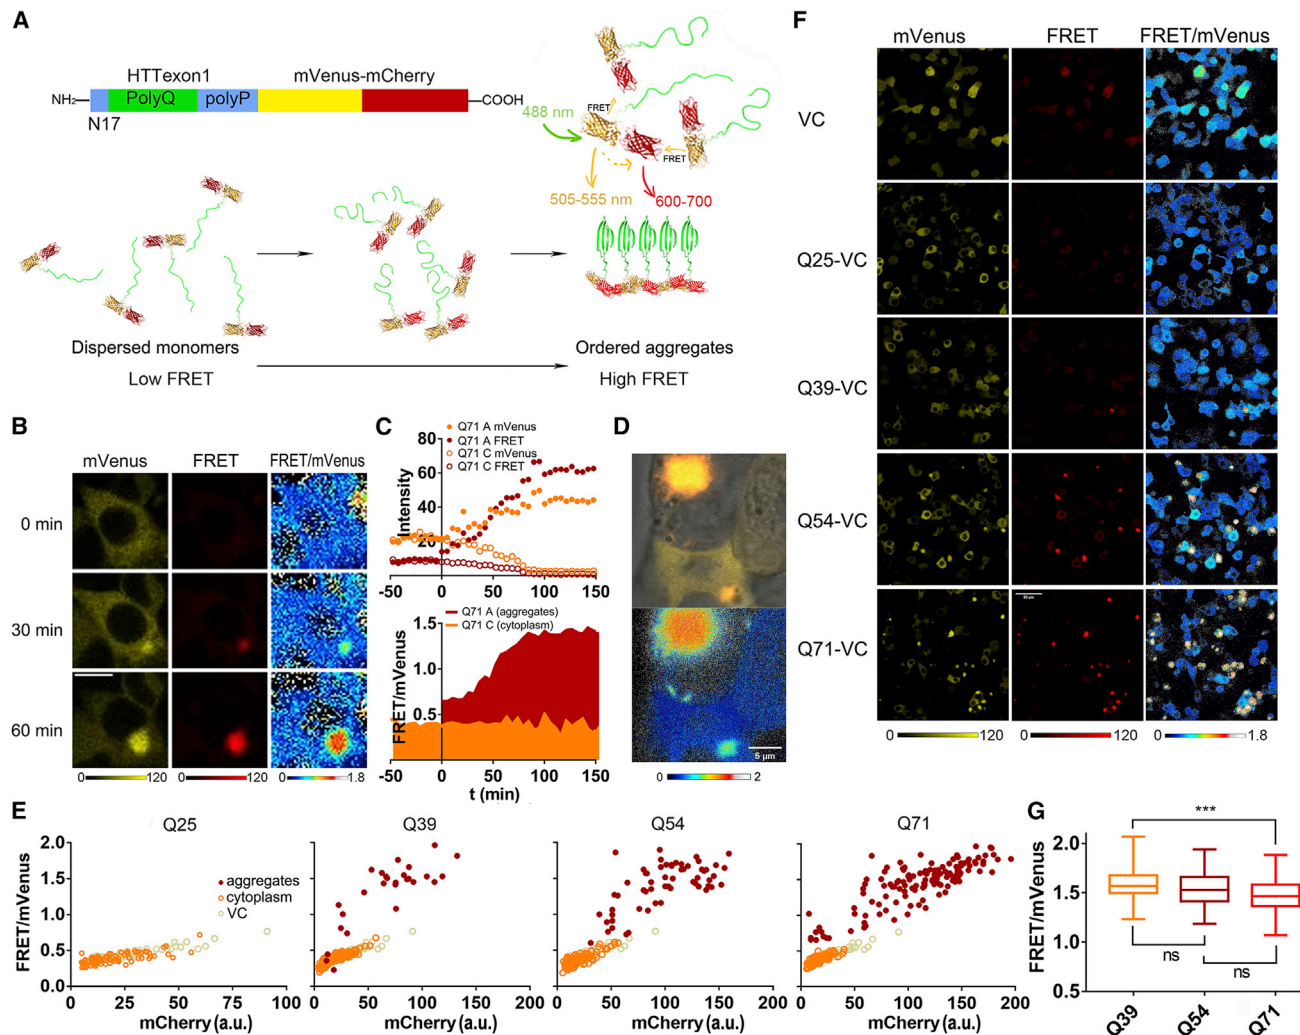 A
HTTexon1
mVenus-mCherry
NH₂
PolyQ
polyP
COOH
N17
488 nm
FRET
FRET
505-555 nm
600-700
Dispersed monomers
Ordered aggregates
Low FRET
High FRET
B
mVenus
FRET
FRET/mVenus
0 min
30 min
60 min
0
120
0
120
0
1.8
C
Q71 A mVenus
Q71 A FRET
Q71 C mVenus
Q71 C FRET
80
60
40
20
Intensity
-50
0
50
100
150
Q71 A (aggregates)
Q71 C (cytoplasm)
1.5
1.0
0.5
FRET/mVenus
-50
0
50
100
150
t (min)
D
5 µm
0
2
E
Q25
Q39
Q54
Q71
FRET/mVenus
2.0
1.5
1.0
0.5
0.0
aggregates
cytoplasm
VC
0
25
50
75
100
0
50
100
150
200
0
50
100
150
200
0
50
100
150
200
mCherry (a.u.)
mCherry (a.u.)
mCherry (a.u.)
mCherry (a.u.)
F
mVenus
FRET
FRET/mVenus
VC
Q25-VC
Q39-VC
Q54-VC
Q71-VC
50 µm
0
120
0
120
0
1.8
G
***
FRET/mVenus
2.0
1.5
1.0
0.5
ns
ns
Q39
Q54
Q71